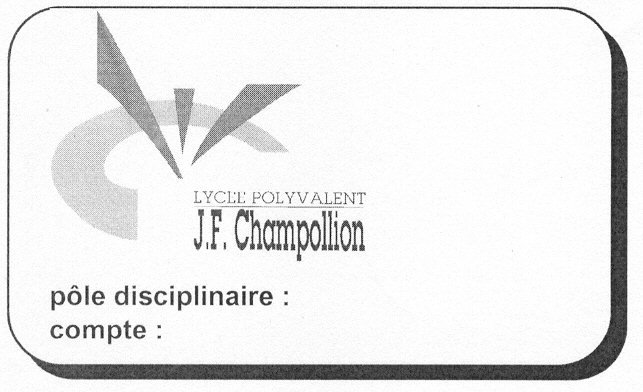 LYCEE POLYVALENT
J.F. Champollion
pôle disciplinaire :
compte :